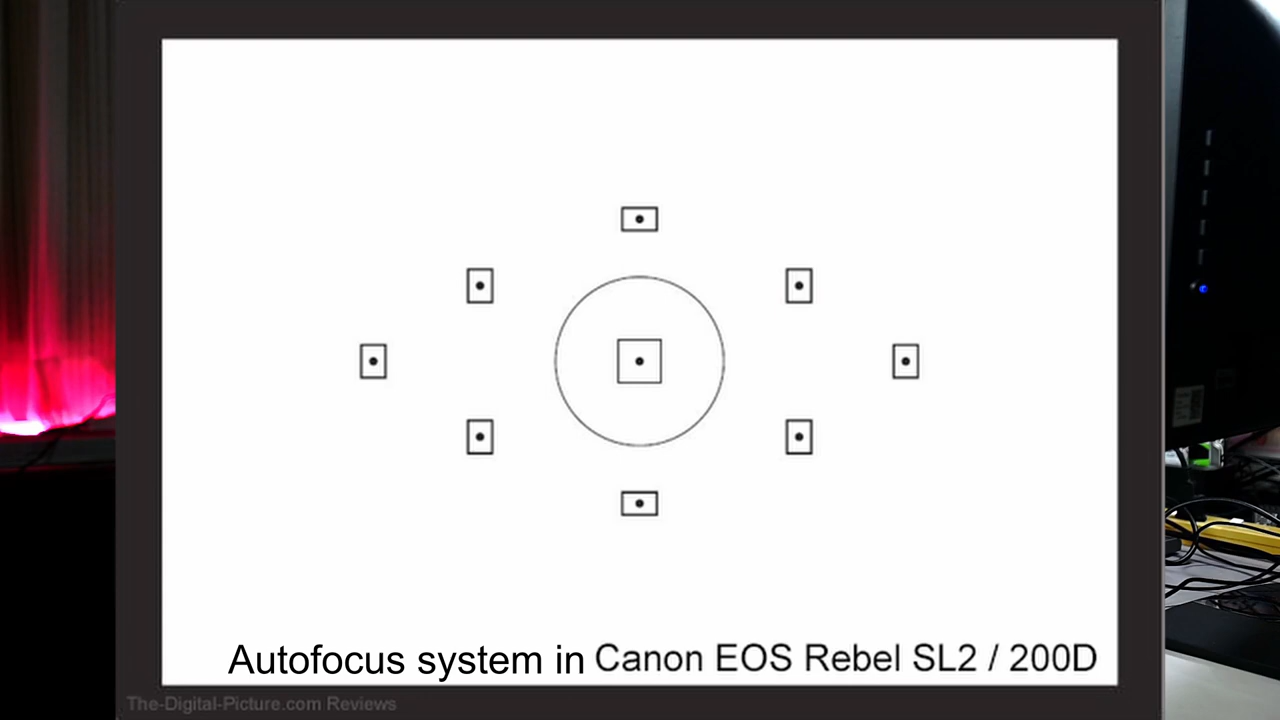 Autofocus system in Canon EOS Rebel SL2 / 200D
The-Digital-Picture.com Reviews